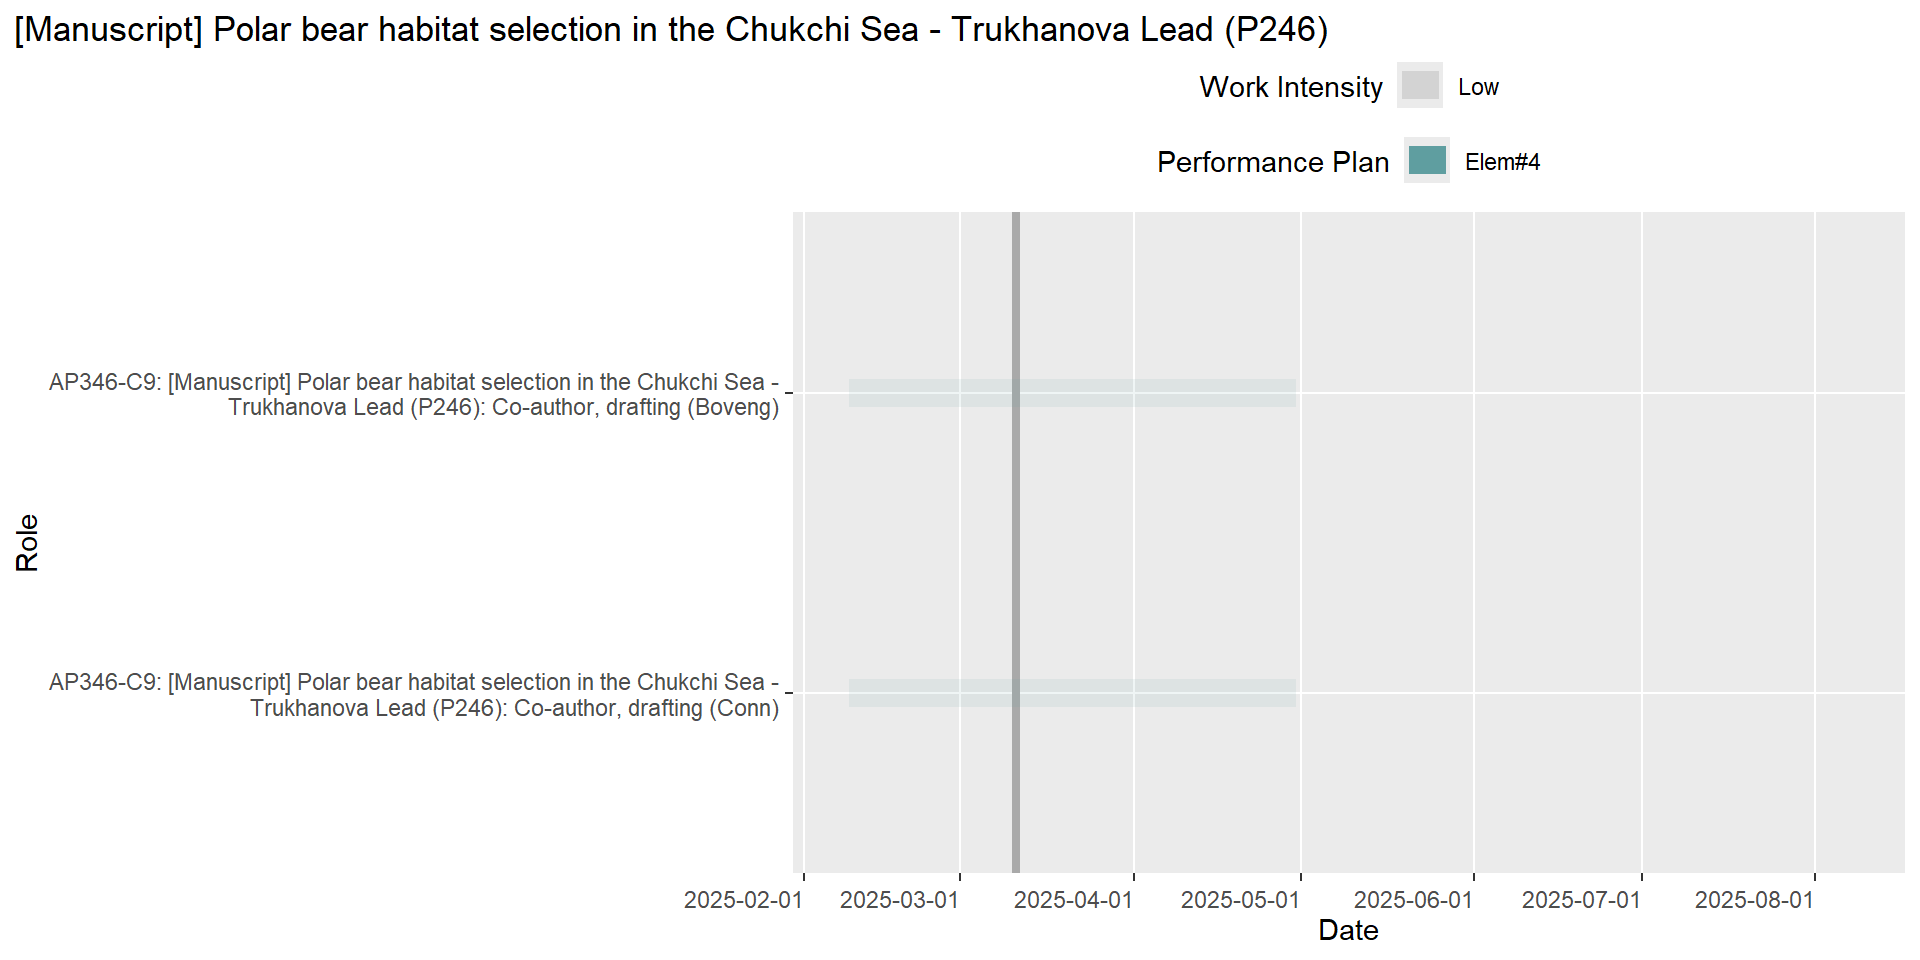 [Manuscript] Polar bear habitat selection in the Chukchi Sea - Trukhanova Lead (P246)
Work Intensity Low
Performance Plan Elem#4
AP346-C9: [Manuscript] Polar bear habitat selection in the Chukchi Sea -
Trukhanova Lead (P246): Co-author, drafting (Boveng)
Role
AP346-C9: [Manuscript] Polar bear habitat selection in the Chukchi Sea -
Trukhanova Lead (P246): Co-author, drafting (Conn)
2025-02-01 2025-03-01 2025-04-01 2025-05-01 2025-06-01 2025-07-01 2025-08-01
Date